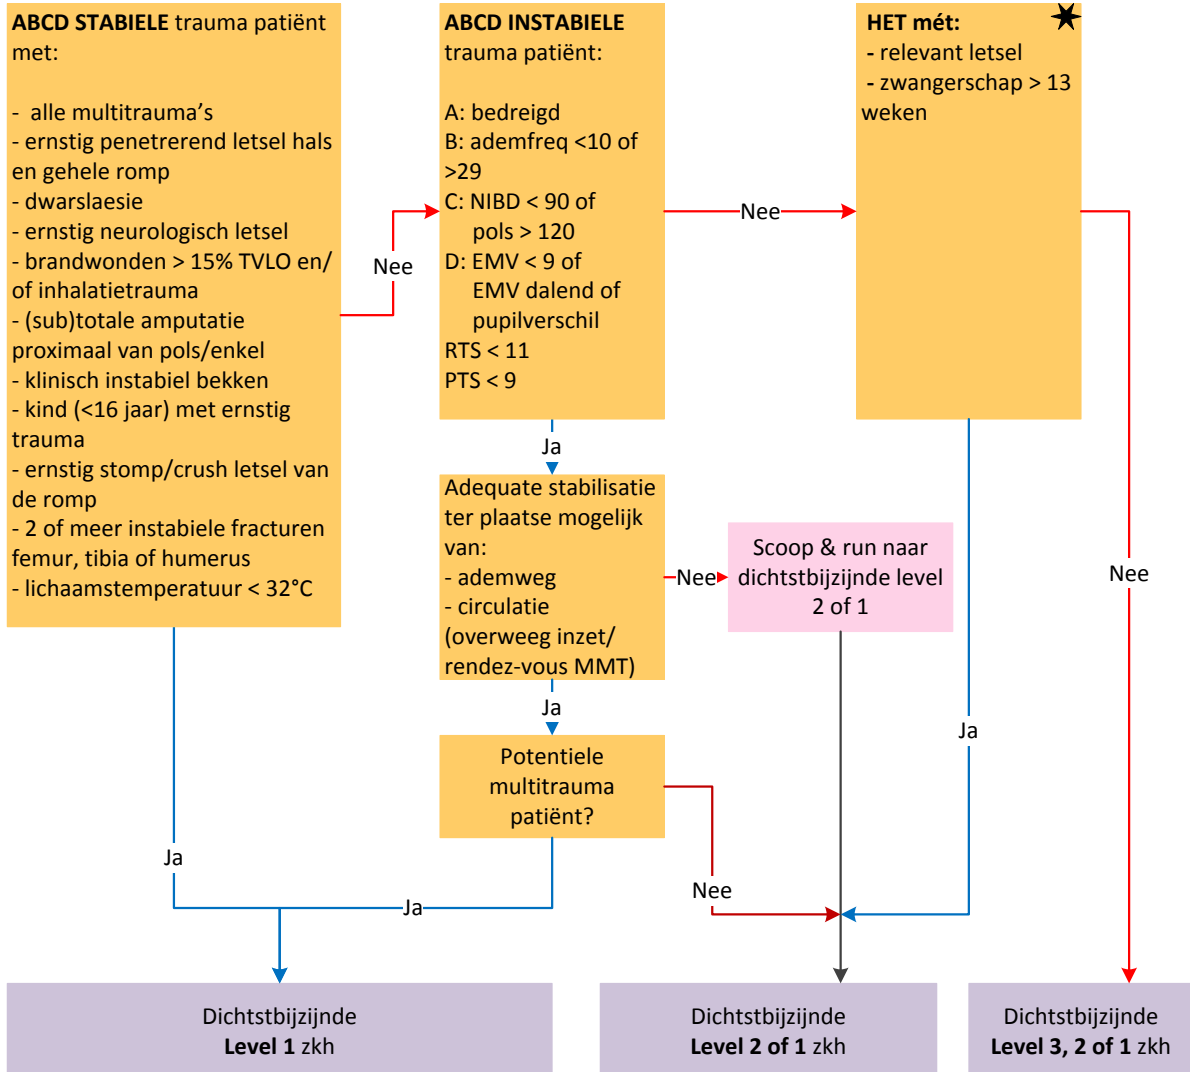 ABCD STABIELE trauma patiënt
met:
- alle multitrauma's
- ernstig penetrerend letsel hals
en gehele romp
- dwarslaesie
- ernstig neurologisch letsel
- brandwonden > 15% TVLO en/
of inhalatietrauma
- (sub)totale amputatie
proximaal van pols/enkel
- klinisch instabiel bekken
- kind (<16 jaar) met ernstig
trauma
- ernstig stomp/crush letsel van
de romp
- 2 of meer instabiele fracturen
femur, tibia of humerus
- lichaamstemperatuur < 32°C
Nee
ABCD INSTABIELE
trauma patiënt:
A: bedreigd
B: ademfreq <10 of
>29
C: NIBD < 90 of
pols > 120
D: EMV < 9 of
EMV dalend of
pupilverschil
RTS < 11
PTS < 9
Nee
HET mét:
- relevant letsel
- zwangerschap > 13
weken
Ja
Adequate stabilisatie
ter plaatse mogelijk
van:
- ademweg
- circulatie
(overweeg inzet/
rendez-vous MMT)
Nee
Scoop & run naar
dichtstbijzijnde level
2 of 1
Nee
Ja
Potentiele
multitrauma
patiënt?
Ja
Ja
Ja
Nee
Dichtstbijzijnde
Level 1 zkh
Dichtstbijzijnde
Level 2 of 1 zkh
Dichtstbijzijnde
Level 3, 2 of 1 zkh